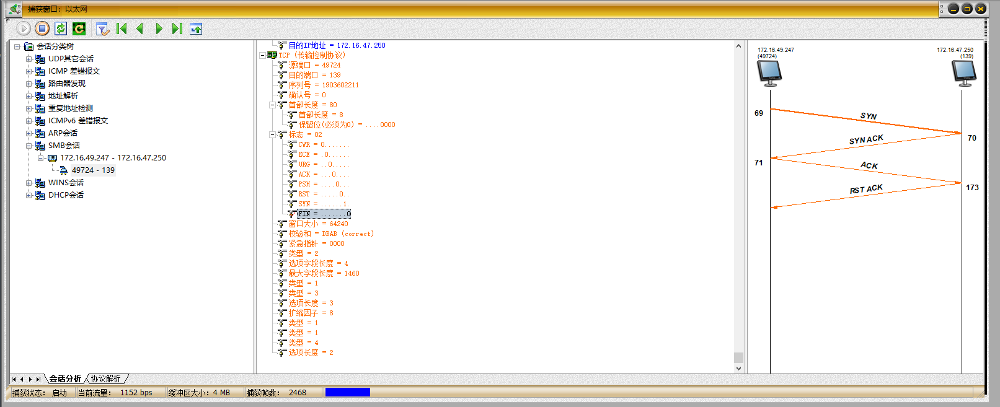 捕获窗口：以太网
会话分类树
UDP其它会话
ICMP 差错报文
路由器发现
地址解析
重复地址检测
ICMPv6 差错报文
ARP会话
SMB会话
172.16.49.247 - 172.16.47.250
49724 - 139
WINS会话
DHCP会话
会话分析
协议解析
目的IP地址 = 172.16.47.250
TCP (传输控制协议)
源端口 = 49724
目的端口 = 139
序列号 = 1903602211
确认号 = 0
首部长度 = 80
首部长度 = 8
保留位(必须为0) = ....0000
标志 = 02
CWR = 0.......
ECE = .0......
URG = ..0.....
ACK = ...0....
PSH = ....0...
RST = .....0..
SYN = ......1.
FIN = .......0
窗口大小 = 64240
校验和 = DBAB (correct)
紧急指针 = 0000
类型 = 2
选项字段长度 = 4
最大字段长度 = 1460
类型 = 1
类型 = 3
选项长度 = 3
扩缩因子 = 8
类型 = 1
类型 = 1
类型 = 4
选项长度 = 2
172.16.49.247
(49724)
172.16.47.250
(139)
69
SYN
SYN ACK
70
71
ACK
RST ACK
173
捕获状态： 启动
当前流量： 1152 bps
缓冲区大小：4 MB
捕获帧数： 2468